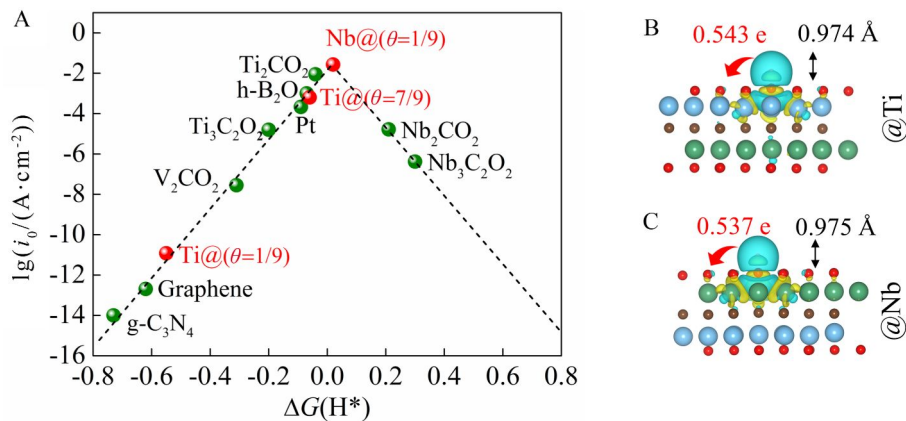 A
B
C
lg(i₀/(A·cm⁻²))
0
-2
-4
-6
-8
-10
-12
-14
-16
-0.8
-0.6
-0.4
-0.2
0.0
0.2
0.4
0.6
0.8
ΔG(H*)
Nb@(θ=1/9)
Ti₂CO₂
h-B₂O
Ti@(θ=7/9)
Pt
Ti₃C₂O₂
Nb₂CO₂
Nb₃C₂O₂
V₂CO₂
Ti@(θ=1/9)
Graphene
g-C₃N₄
0.543 e
0.974 Å
@Ti
0.537 e
0.975 Å
@Nb